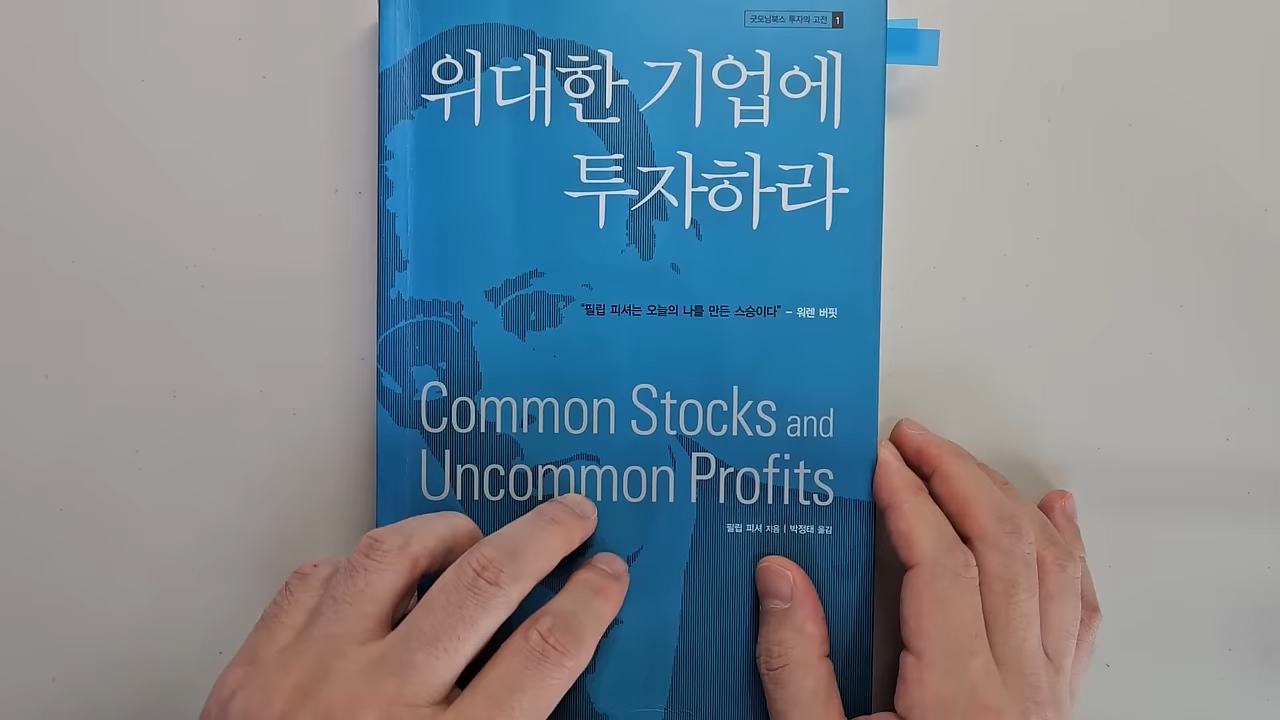 굿모닝북스 투자의 고전 1
위대한 기업에
투자하라
"필립 피셔는 오늘의 나를 만든 스승이다" – 워렌 버핏
Common Stocks and
Uncommon Profits
필립 피셔 지음 | 박정태 옮김